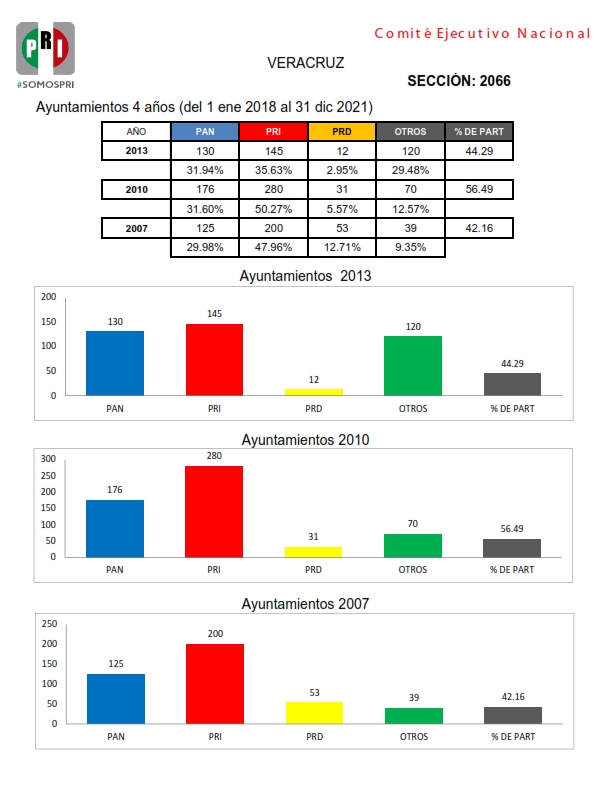 Comité Ejecutivo Nacional
PRI
#SOMOSPRI
VERACRUZ
SECCIÓN: 2066
Ayuntamientos 4 años (del 1 ene 2018 al 31 dic 2021)
AÑO PAN PRI PRD OTROS % DE PART
2013 130 145 12 120 44.29
31.94% 35.63% 2.95% 29.48%
2010 176 280 31 70 56.49
31.60% 50.27% 5.57% 12.57%
2007 125 200 53 39 42.16
29.98% 47.96% 12.71% 9.35%
Ayuntamientos 2013
200
150
100
50
0
130 145 12 120 44.29
PAN PRI PRD OTROS % DE PART
Ayuntamientos 2010
300
250
200
150
100
50
0
176 280 31 70 56.49
PAN PRI PRD OTROS % DE PART
Ayuntamientos 2007
250
200
150
100
50
0
125 200 53 39 42.16
PAN PRI PRD OTROS % DE PART